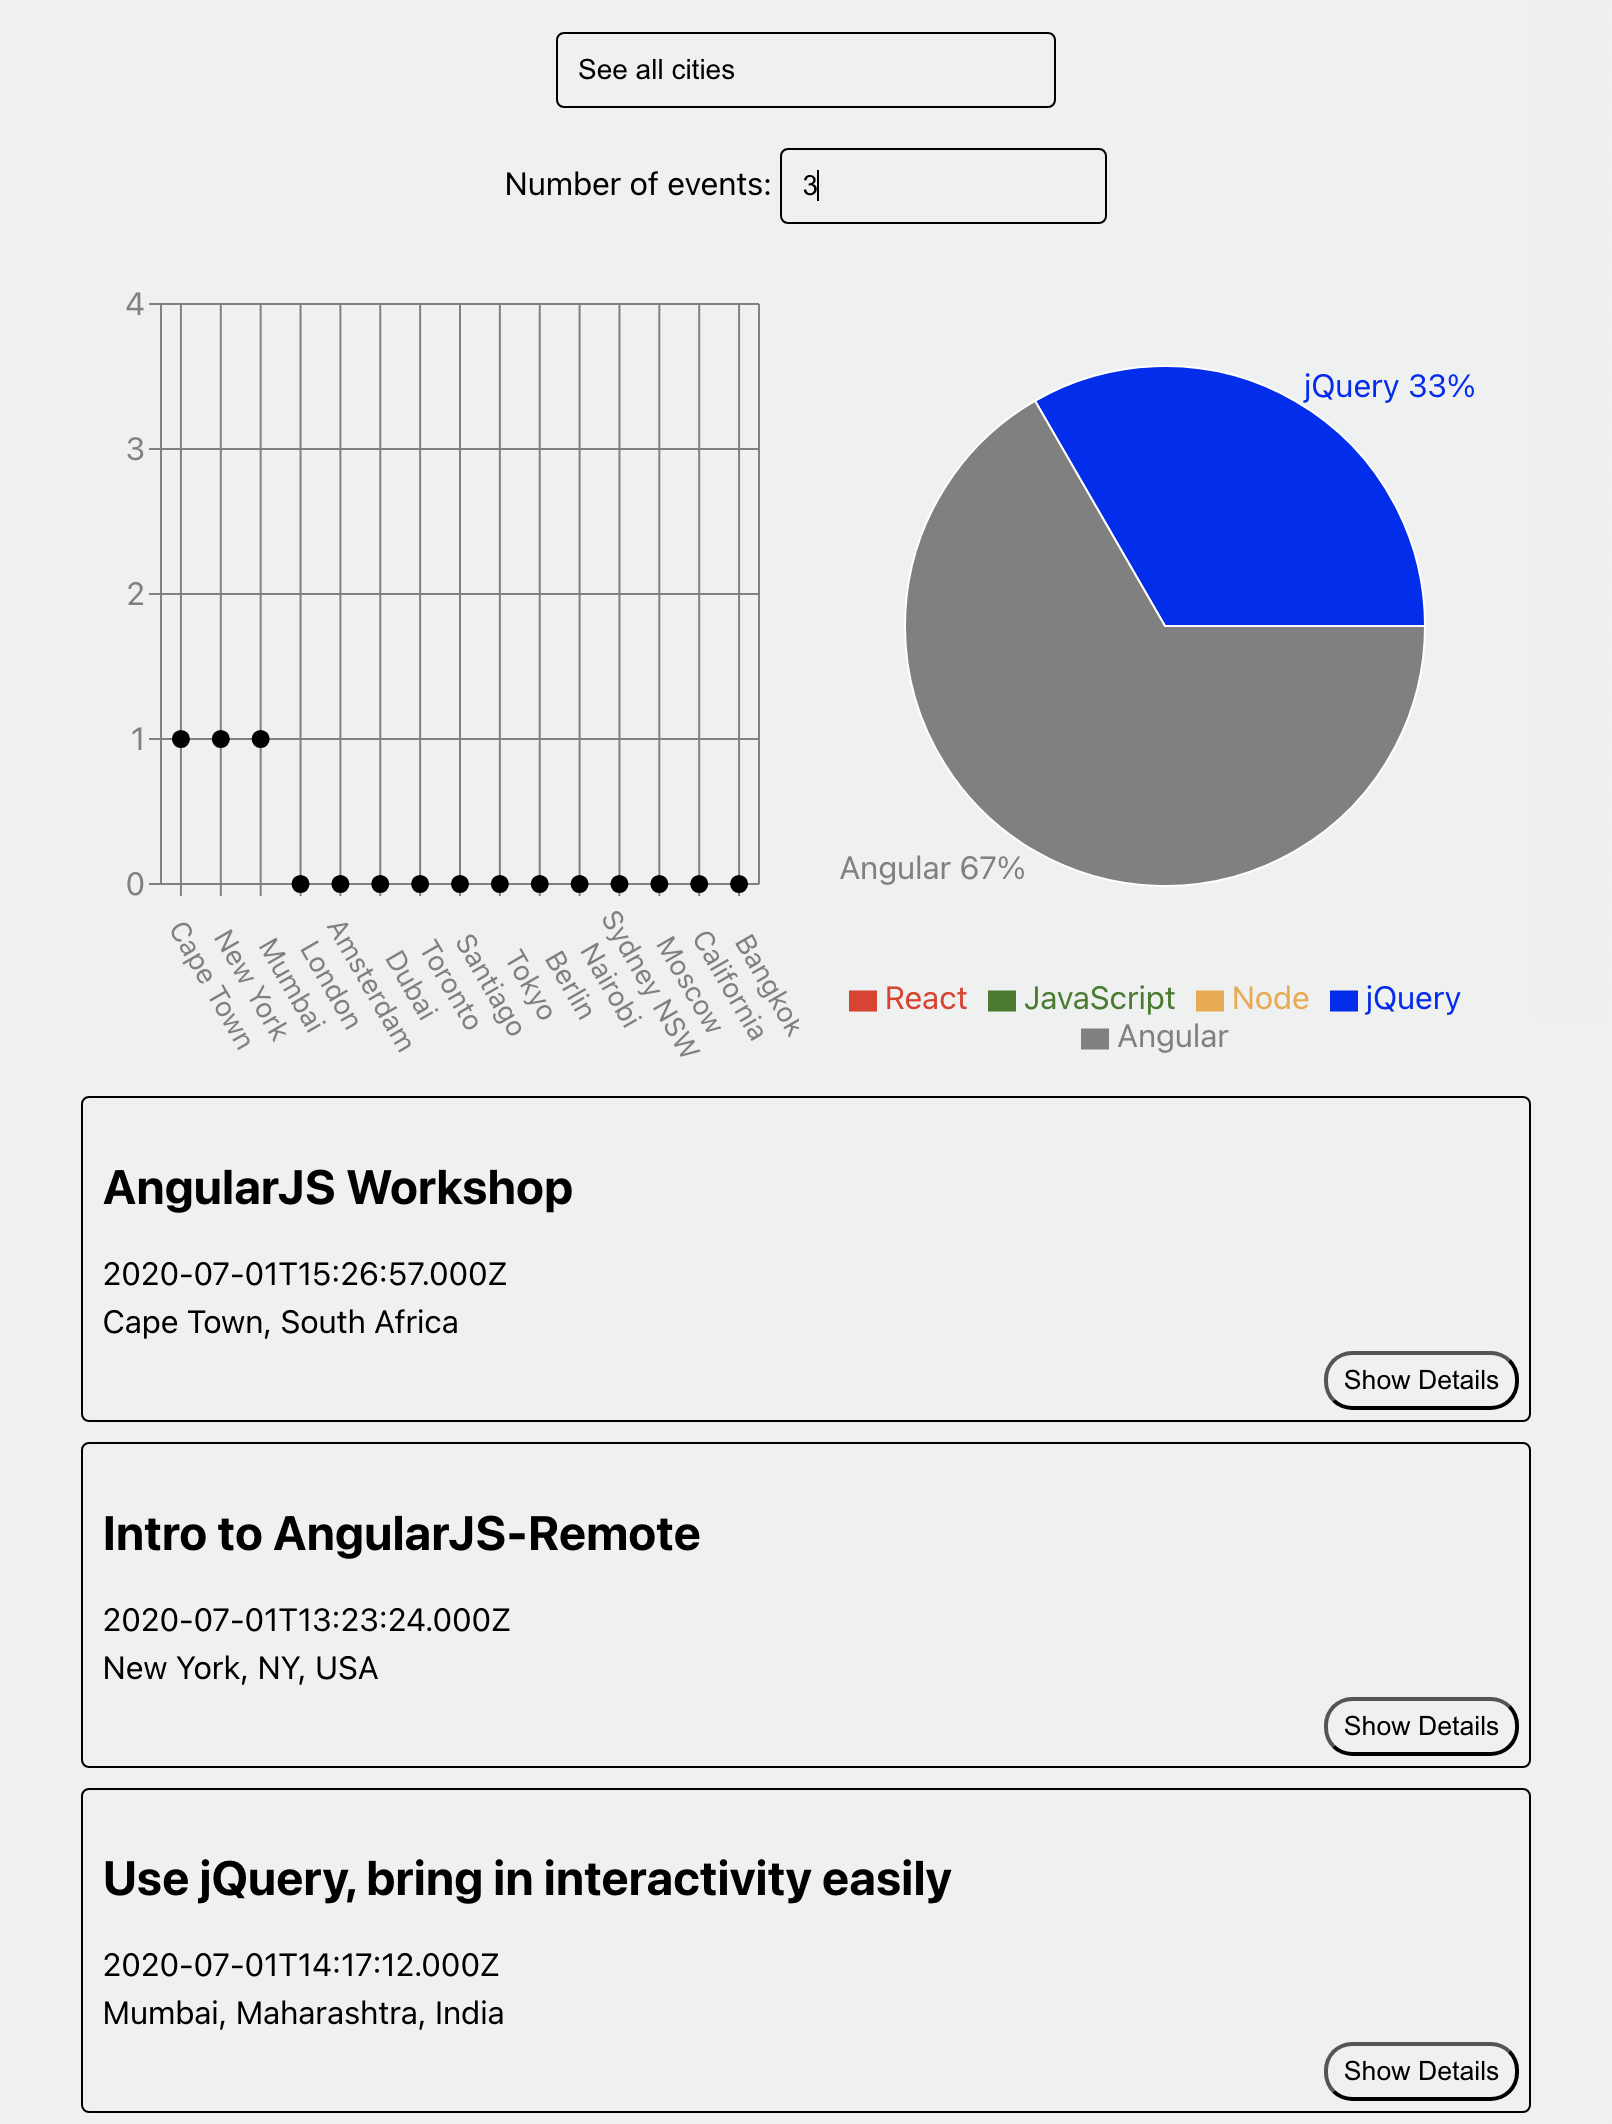 See all cities
Number of events: 3
4
3
2
1
0
Cape Town
New York
Mumbai
London
Amsterdam
Dubai
Toronto
Santiago
Tokyo
Berlin
Nairobi
Sydney NSW
Moscow
California
Bangkok
jQuery 33%
Angular 67%
React JavaScript Node jQuery
Angular
AngularJS Workshop
2020-07-01T15:26:57.000Z
Cape Town, South Africa
Show Details
Intro to AngularJS-Remote
2020-07-01T13:23:24.000Z
New York, NY, USA
Show Details
Use jQuery, bring in interactivity easily
2020-07-01T14:17:12.000Z
Mumbai, Maharashtra, India
Show Details